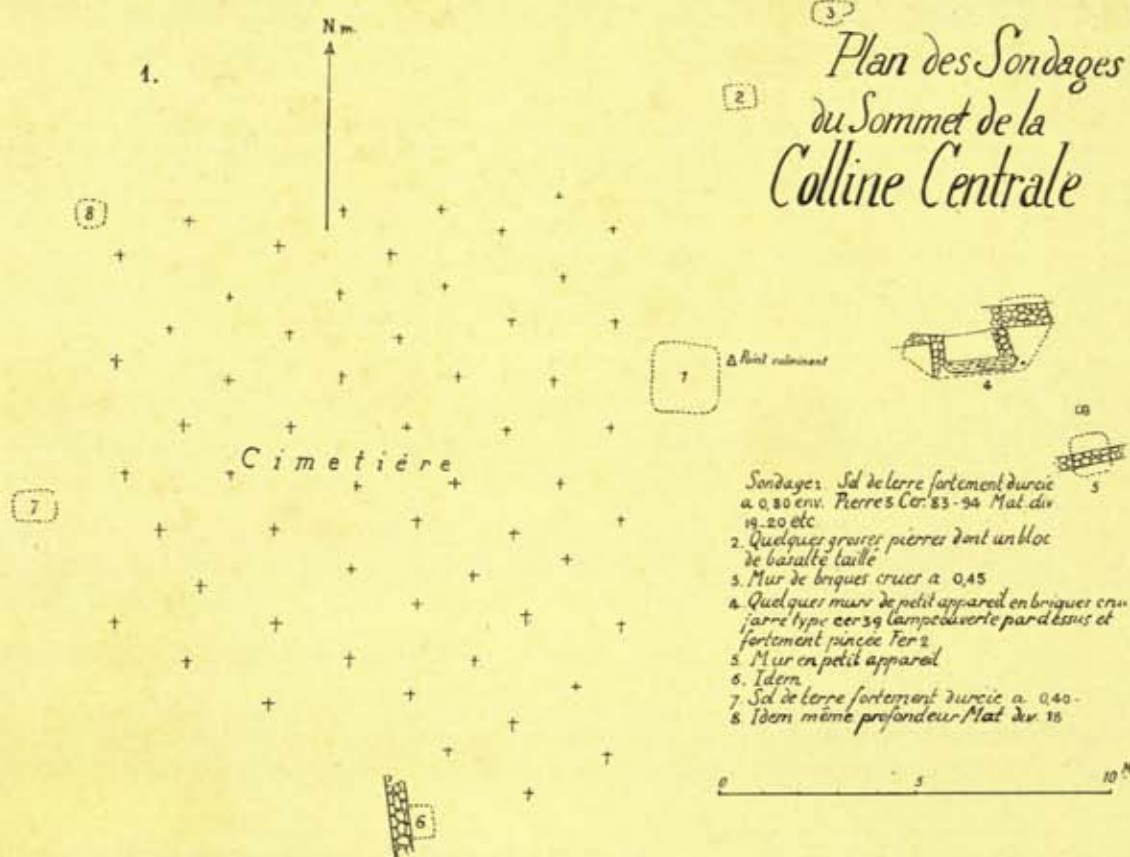 3
N m.
1.
Plan des Sondages
du Sommet de la
Colline Centrale
2
8
1
Point culminant
4
5
Cimetiére
7
6
Sondage 1 Sol de terre fortement durcie
a 0,80 env. Pierre 3 Cer. 83-94 Mat. div
19-20 etc
2. Quelques grosses pierres dont un bloc
de basalte taillé
3. Mur de briques crues a 0,45
4. Quelques murs de petit appareil en briques cru
jarre type cer 39 Lampe ouverte par dessus et
fortement pincée Fer 2
5. Mur en petit appareil
6. Idem
7. Sol de terre fortement durcie a 0,40-
8. Idem même profondeur Mat div. 18
0 5 10 M